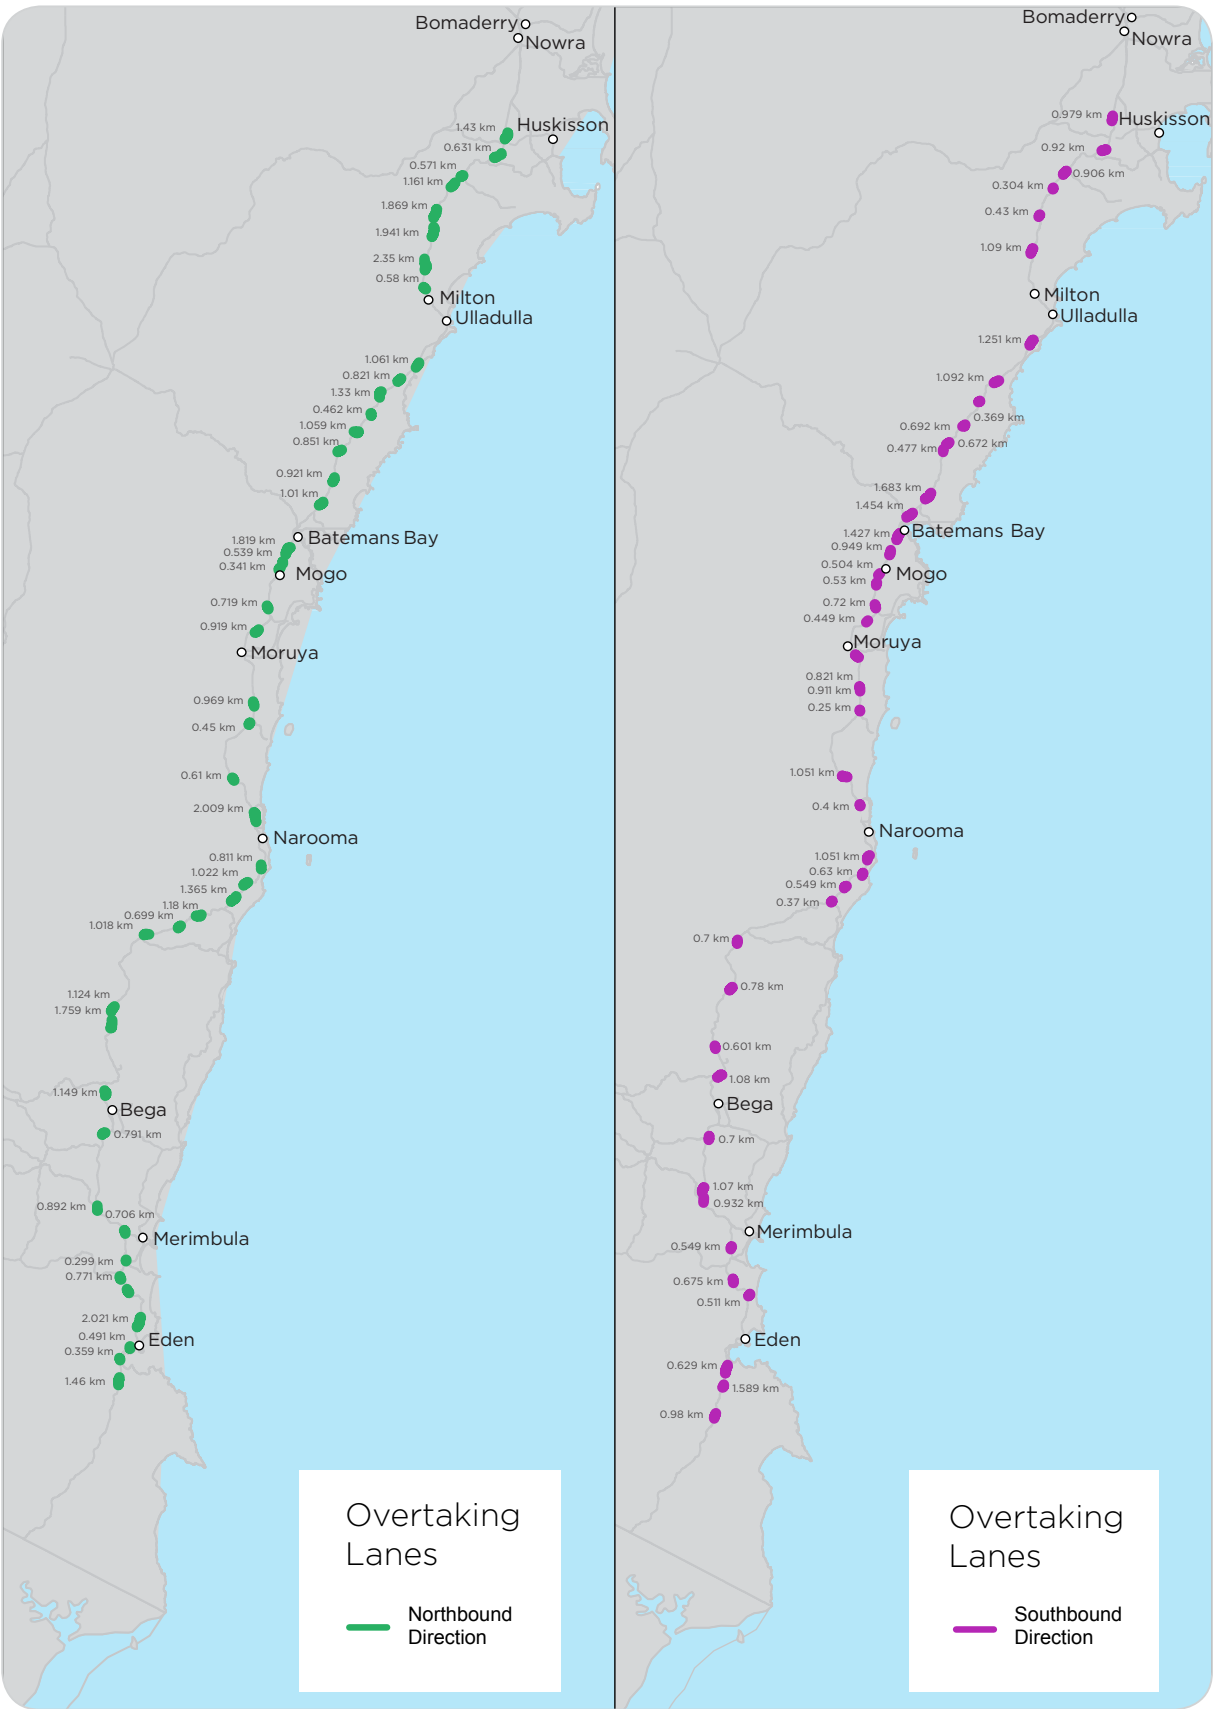 Bomaderry
Nowra
1.43 km
Huskisson
0.631 km
0.571 km
1.161 km
1.869 km
1.941 km
2.35 km
0.58 km
Milton
Ulladulla
1.061 km
0.821 km
1.33 km
0.462 km
1.059 km
0.851 km
0.921 km
1.01 km
Batemans Bay
1.819 km
0.539 km
0.341 km
Mogo
0.719 km
0.919 km
Moruya
0.969 km
0.45 km
0.61 km
2.009 km
Narooma
0.811 km
1.022 km
1.365 km
1.18 km
0.699 km
1.018 km
1.124 km
1.759 km
1.149 km
Bega
0.791 km
0.892 km
0.706 km
Merimbula
0.299 km
0.771 km
2.021 km
0.491 km
Eden
0.359 km
1.46 km
Overtaking
Lanes
Northbound
Direction
Bomaderry
Nowra
0.979 km
Huskisson
0.92 km
0.906 km
0.304 km
0.43 km
1.09 km
Milton
Ulladulla
1.251 km
1.092 km
0.369 km
0.692 km
0.672 km
0.477 km
1.683 km
1.454 km
Batemans Bay
1.427 km
0.949 km
0.504 km
Mogo
0.53 km
0.72 km
0.449 km
Moruya
0.821 km
0.911 km
0.25 km
1.051 km
0.4 km
Narooma
1.051 km
0.63 km
0.549 km
0.37 km
0.7 km
0.78 km
0.601 km
1.08 km
Bega
0.7 km
1.07 km
0.932 km
Merimbula
0.549 km
0.675 km
0.511 km
Eden
0.629 km
1.589 km
0.98 km
Overtaking
Lanes
Southbound
Direction